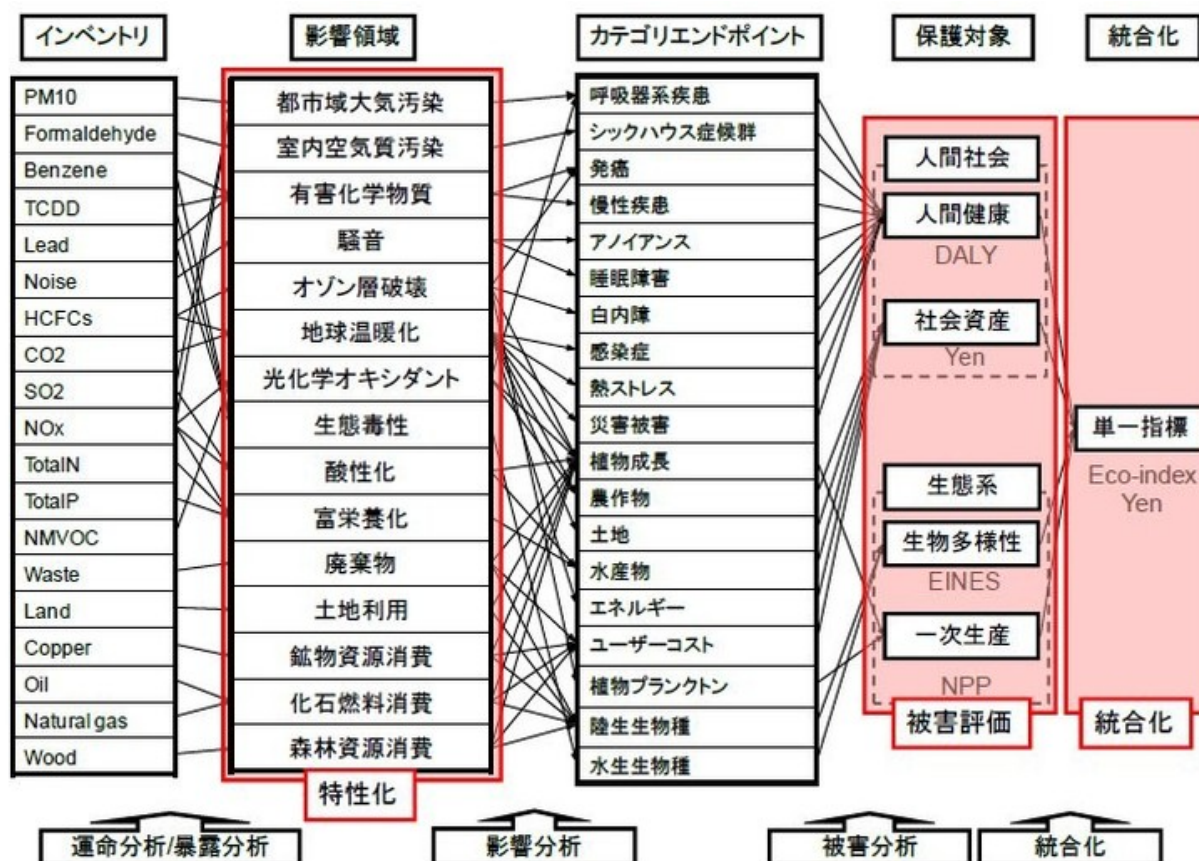 インベントリ
影響領域
カテゴリエンドポイント
保護対象
統合化
PM10
Formaldehyde
Benzene
TCDD
Lead
Noise
HCFCs
CO2
SO2
NOx
TotalN
TotalP
NMVOC
Waste
Land
Copper
Oil
Naturalgas
Wood
都市域大気汚染
室内空気質汚染
有害化学物質
騒音
オゾン層破壊
地球温暖化
光化学オキシダント
生態毒性
酸性化
富栄養化
廃棄物
土地利用
鉱物資源消費
化石燃料消費
森林資源消費
特性化
呼吸器系疾患
シックハウス症候群
発癌
慢性疾患
アノイアンス
睡眠障害
白内障
感染症
熱ストレス
災害被害
植物成長
農作物
土地
水産物
エネルギー
ユーザーコスト
植物プランクトン
陸生生物種
水生生物種
人間社会
人間健康
DALY
社会資産
Yen
生態系
生物多様性
EINES
一次生産
NPP
被害評価
単一指標
Eco-index
Yen
統合化
運命分析/暴露分析
影響分析
被害分析
統合化